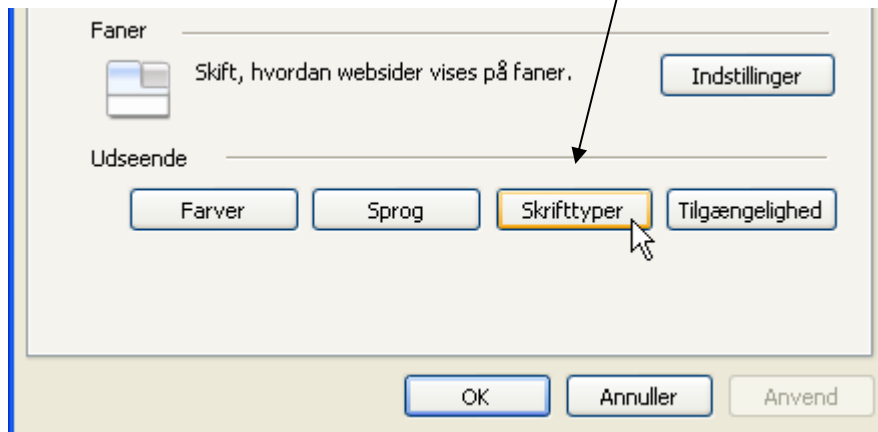 Faner
Skift, hvordan websider vises på faner.
Indstillinger
Udseende
Farver Sprog Skrifttyper Tilgængelighed
OK Annuller Anvend